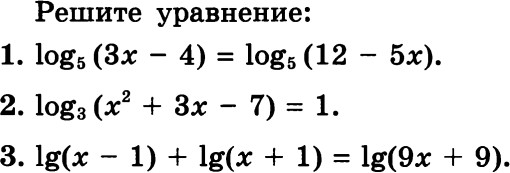 Решите уравнение:
1. log₅ (3x − 4) = log₅ (12 − 5x).
2. log₃ (x² + 3x − 7) = 1.
3. lg(x − 1) + lg(x + 1) = lg(9x + 9).